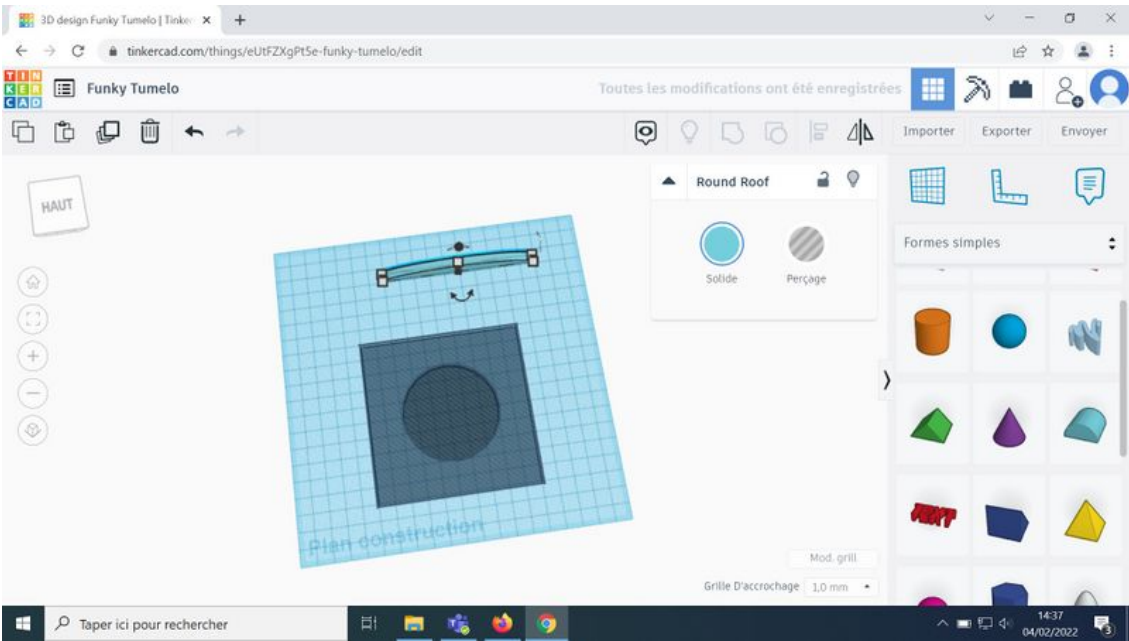 3D design Funky Tumelo | Tinker
tinkercad.com/things/eUtFZXgPt5e-funky-tumelo/edit
TIN
KER
CAD
Funky Tumelo
Toutes les modifications ont été enregistrées
Importer
Exporter
Envoyer
HAUT
Round Roof
Solide
Perçage
Formes simples
TEXT
Plan construction
Mod. grill
Grille D'accrochage 1,0 mm
Taper ici pour rechercher
14:37
04/02/2022
3